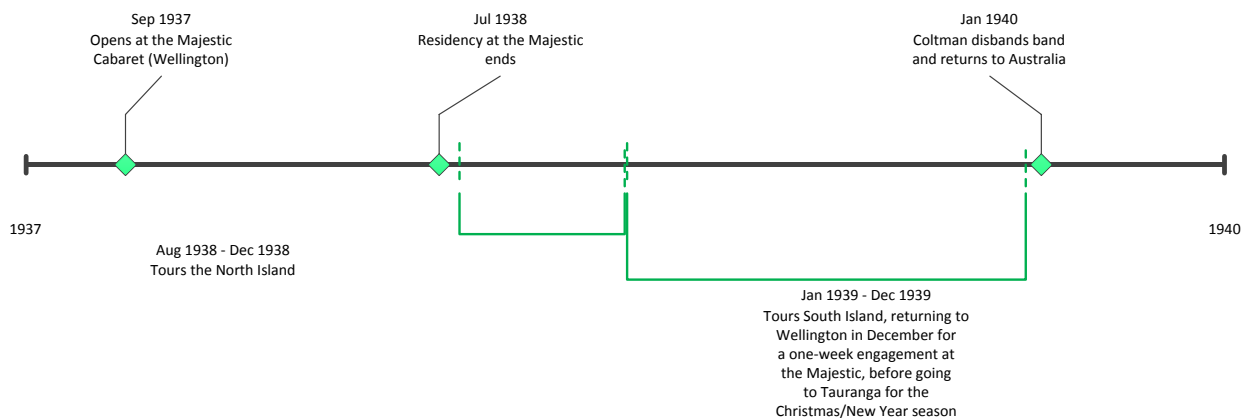 Sep 1937
Opens at the Majestic
Cabaret (Wellington)
Jul 1938
Residency at the Majestic
ends
Jan 1940
Coltman disbands band
and returns to Australia
1937
1940
Aug 1938 - Dec 1938
Tours the North Island
Jan 1939 - Dec 1939
Tours South Island, returning to
Wellington in December for
a one-week engagement at
the Majestic, before going
to Tauranga for the
Christmas/New Year season